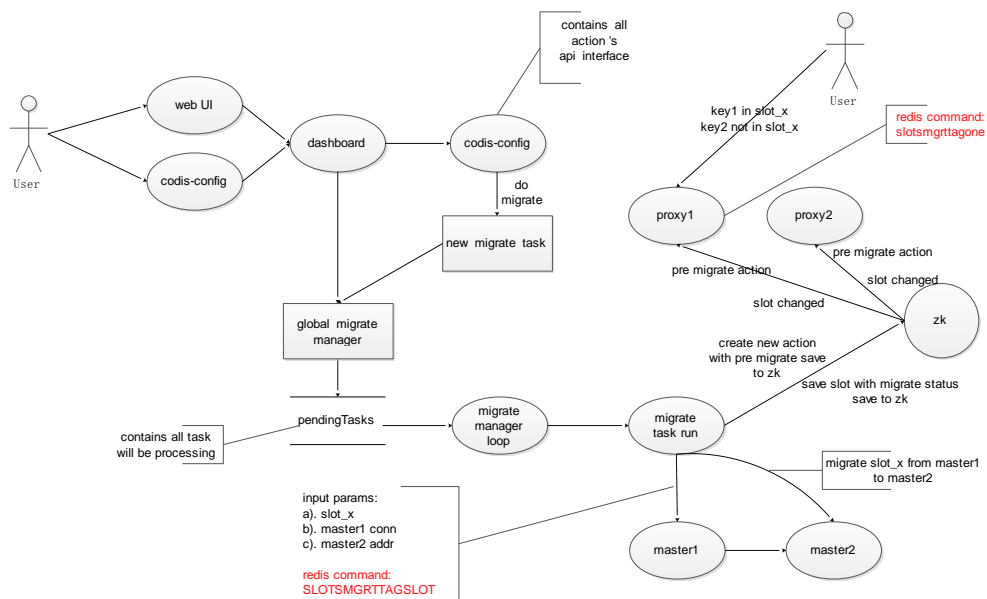 contains all
action 's
api interface
User
web UI
dashboard
codis-config
codis-config
User
key1 in slot_x
key2 not in slot_x
redis command:
slotsmgrttagone
do
migrate
new migrate task
proxy1
proxy2
pre migrate action
slot changed
pre migrate action
slot changed
zk
global migrate
manager
create new action
with pre migrate save
to zk
save slot with migrate status
save to zk
pendingTasks
contains all task
will be processing
migrate
manager
loop
migrate
task run
migrate slot_x from master1
to master2
input params:
a). slot_x
b). master1 conn
c). master2 addr
redis command:
SLOTSMGRTTAGSLOT
master1
master2